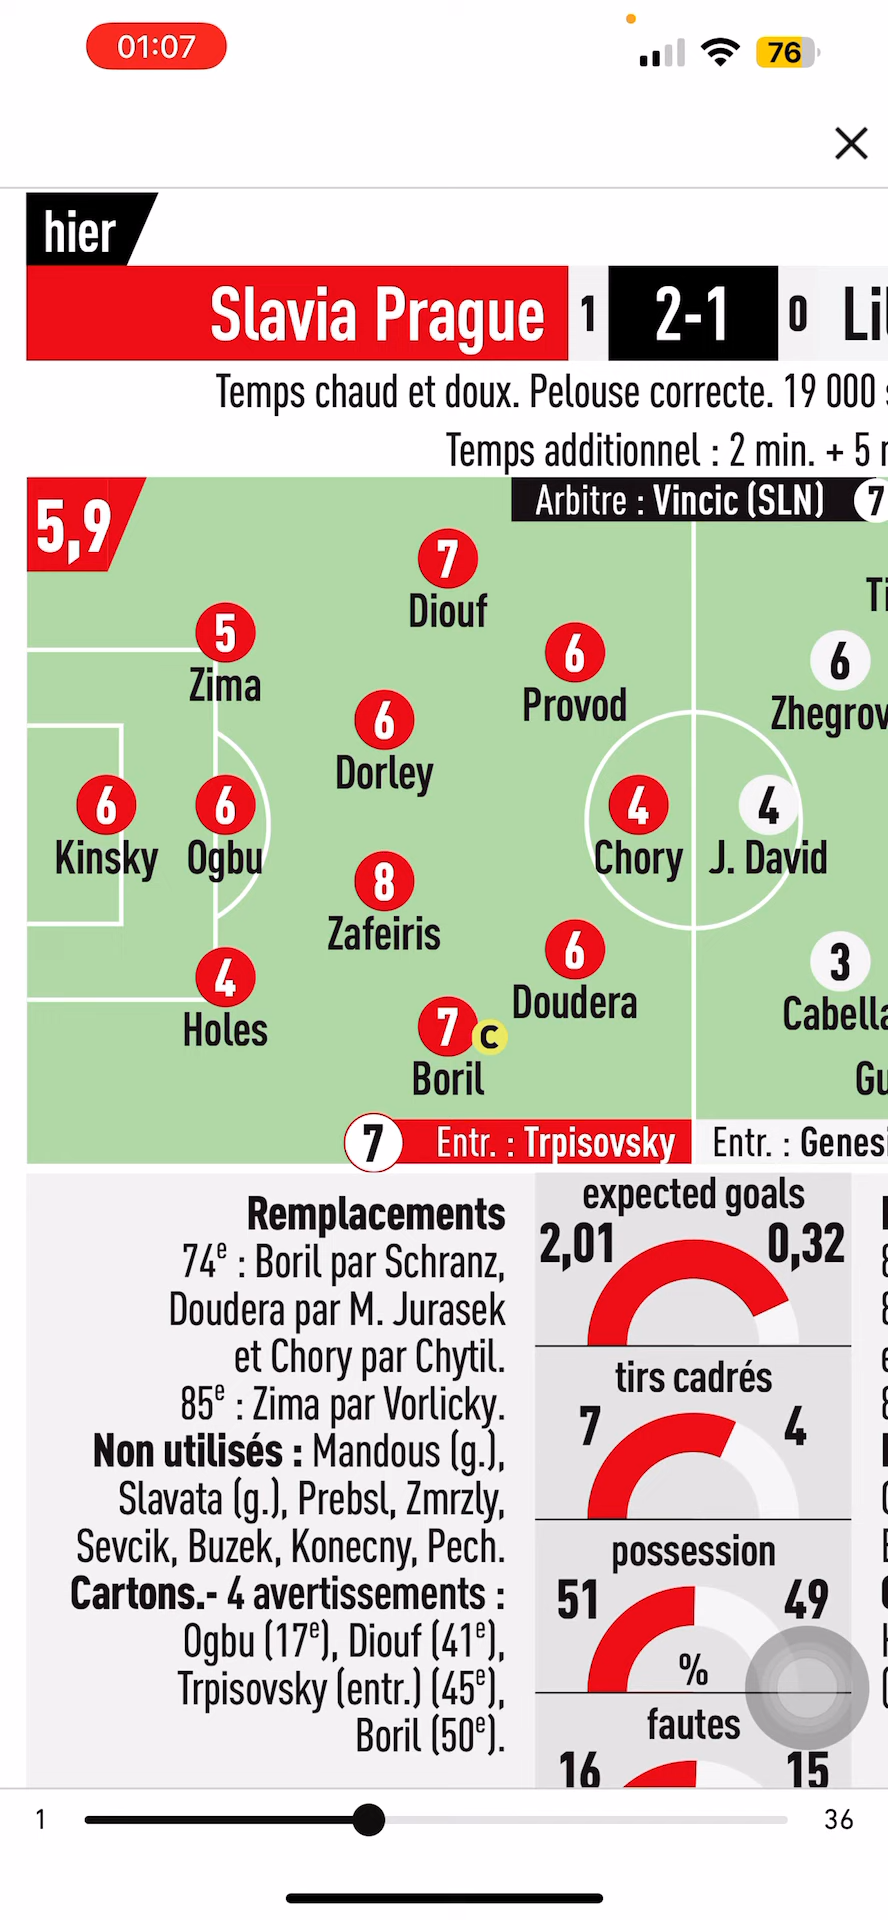 01:07
76
hier
Slavia Prague 1 2-1 0
Temps chaud et doux. Pelouse correcte. 19 000
Temps additionnel : 2 min. + 5
Arbitre : Vincic (SLN) 7
5,9
7
Diouf
5
Zima
6
Provod
6
Zhegrov
6
Dorley
6
Kinsky
6
Ogbu
4
Chory
4
J. David
8
Zafeiris
6
Doudera
3
Cabella
4
Holes
7 C
Boril
Gu
7 Entr. : Trpisovsky
Entr. : Genesi
Remplacements
74e : Boril par Schranz,
Doudera par M. Jurasek
et Chory par Chytil.
85e : Zima par Vorlicky.
Non utilisés : Mandous (g.),
Slavata (g.), Prebsl, Zmrzly,
Sevcik, Buzek, Konecny, Pech.
Cartons.- 4 avertissements :
Ogbu (17e), Diouf (41e),
Trpisovsky (entr.) (45e),
Boril (50e).
expected goals
2,01 0,32
tirs cadrés
7 4
possession
51 49
%
fautes
16 15
1 36